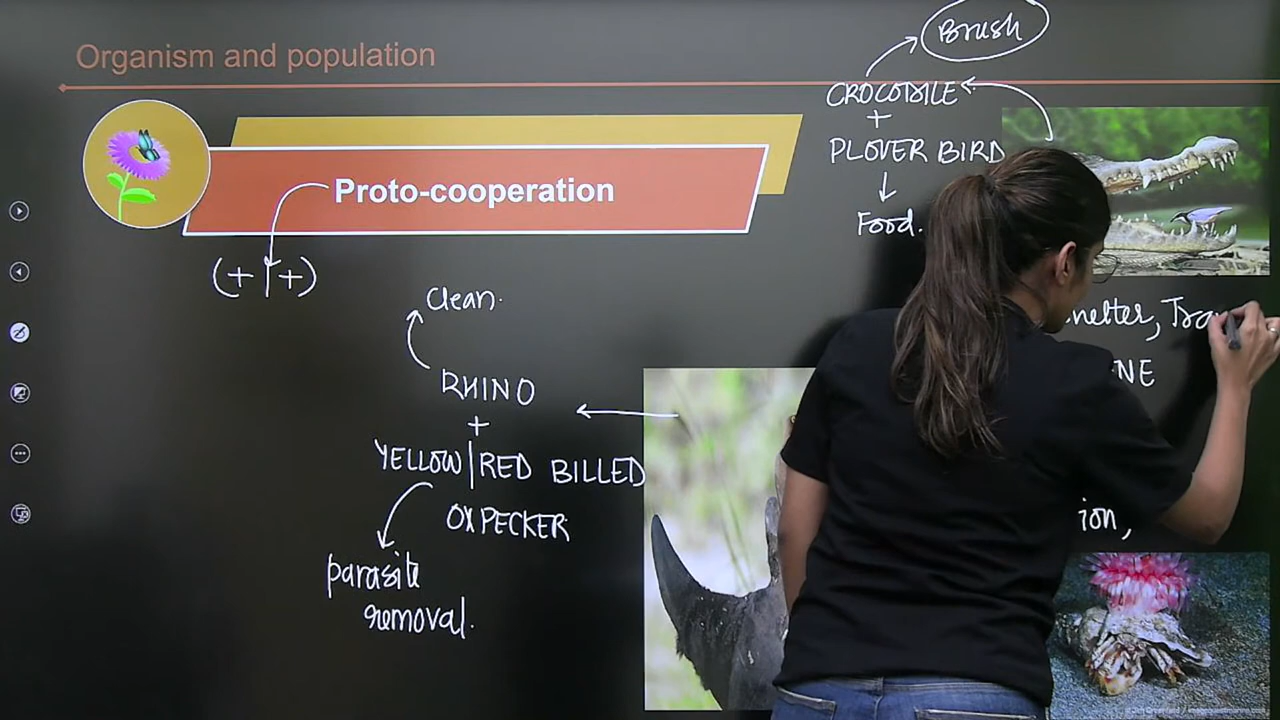 Organism and population
Proto-cooperation
(+|+)
Brush
CROCODILE
+
PLOVER BIRD
↓
Food.
Clean.
RHINO
+
YELLOW|RED BILLED
OXPECKER
parasite
removal.
NE